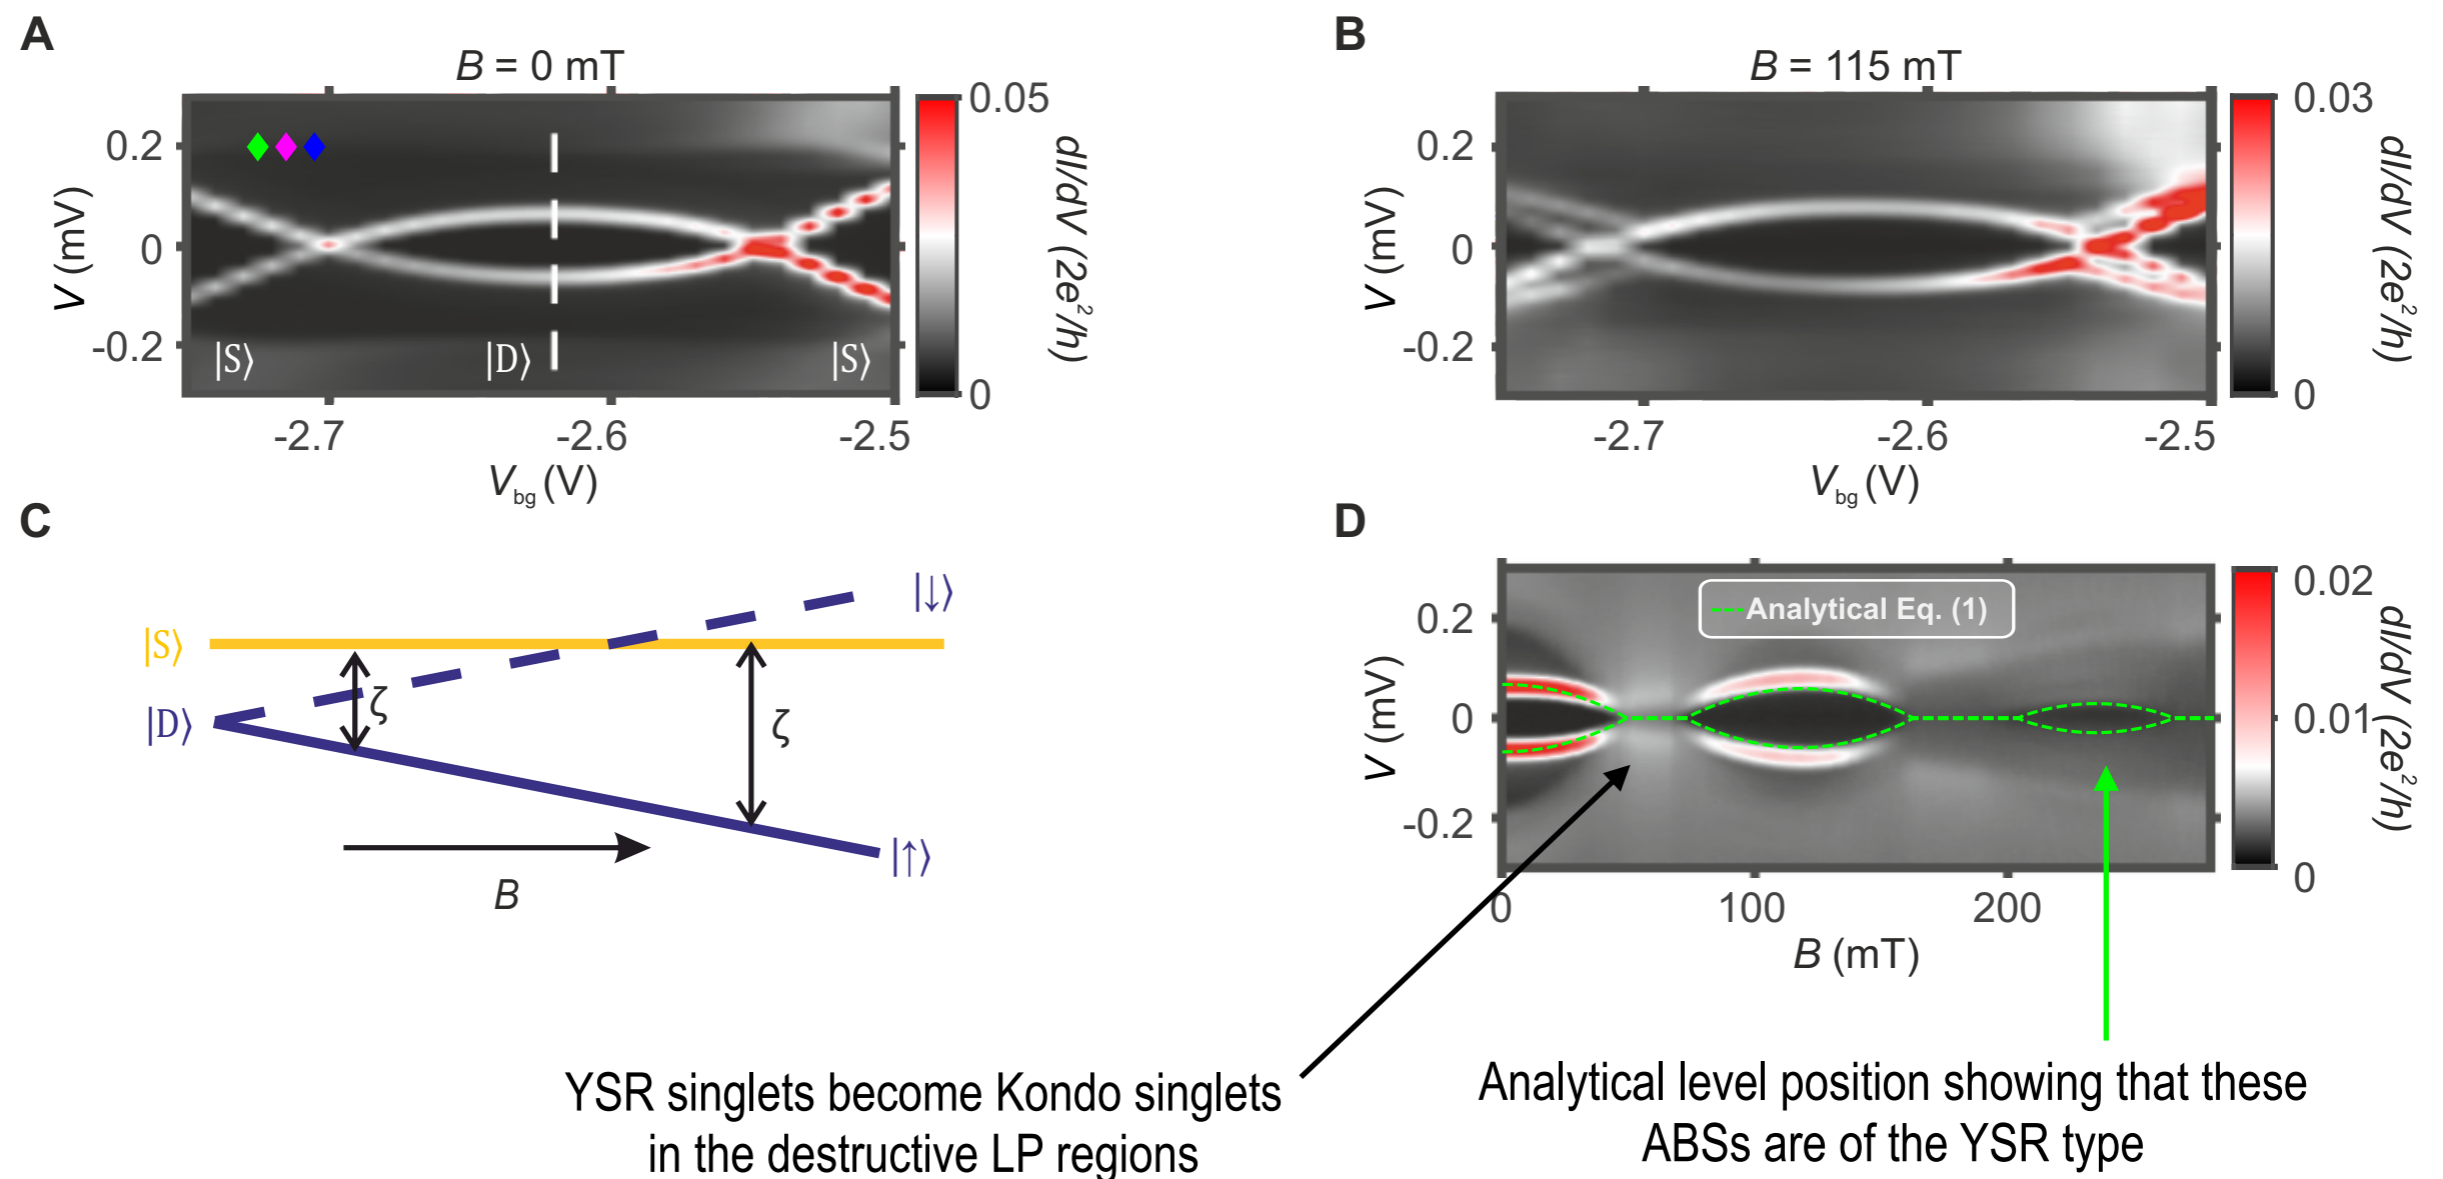 A
B = 0 mT
0.2
0
-0.2
V (mV)
|S⟩
|D⟩
|S⟩
-2.7
-2.6
-2.5
V_bg (V)
0.05
0
dI/dV (2e²/h)
B
B = 115 mT
0.2
0
-0.2
V (mV)
-2.7
-2.6
-2.5
V_bg (V)
0.03
0
dI/dV (2e²/h)
C
|S⟩
|D⟩
ζ
ζ
|↓⟩
|↑⟩
B
D
Analytical Eq. (1)
0.2
0
-0.2
V (mV)
0
100
200
B (mT)
0.02
0.01
0
dI/dV (2e²/h)
YSR singlets become Kondo singlets
in the destructive LP regions
Analytical level position showing that these
ABSs are of the YSR type